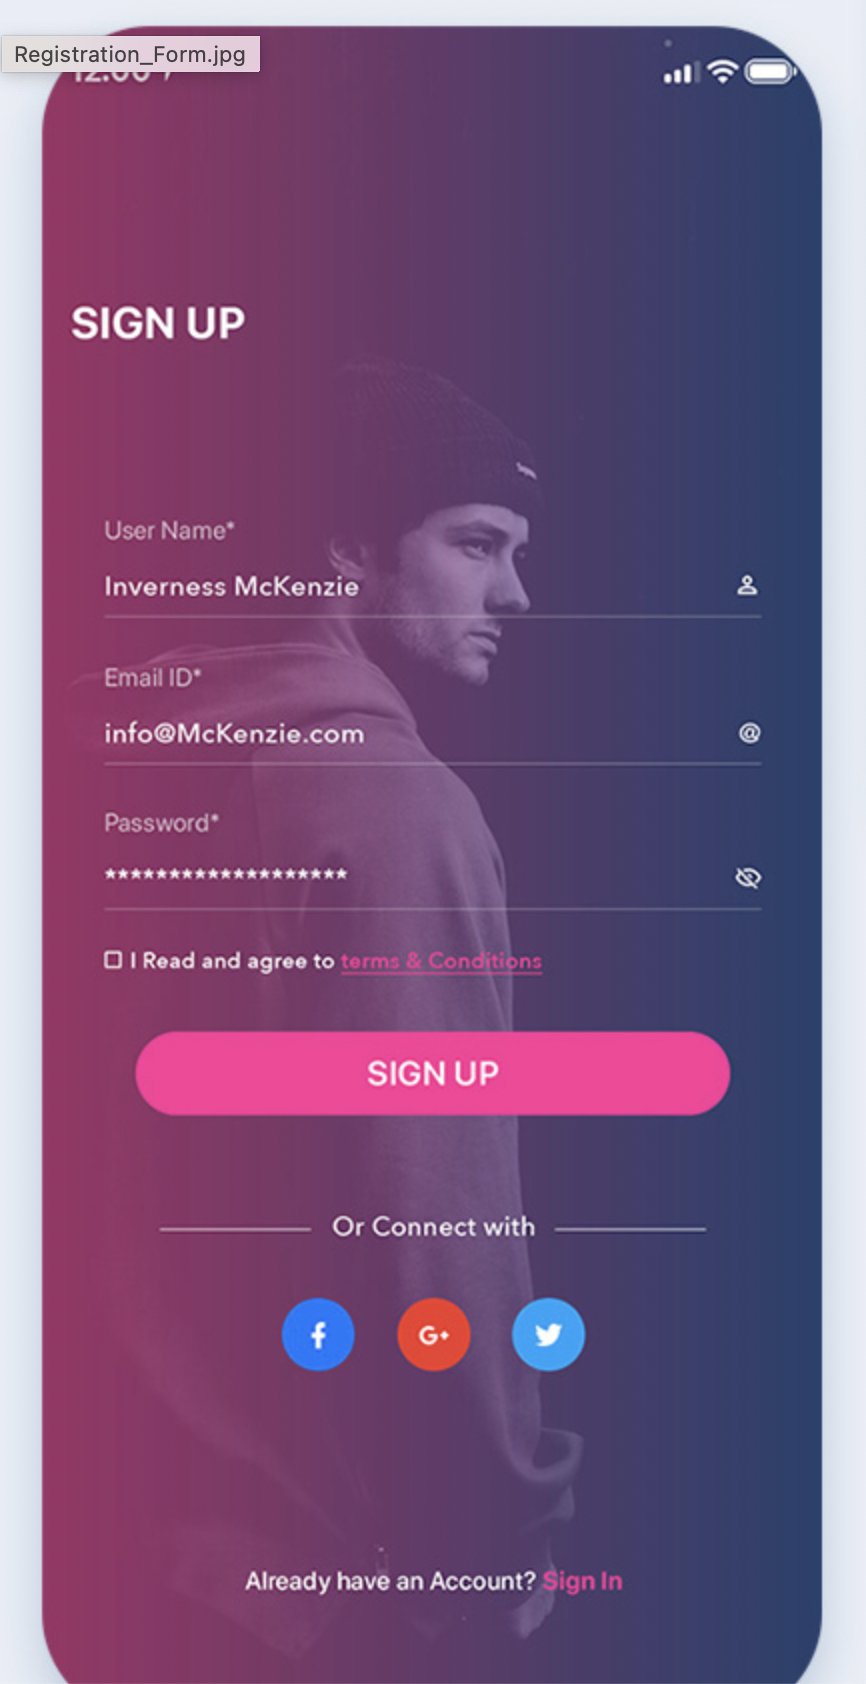 Registration_Form.jpg
SIGN UP
User Name*
Inverness McKenzie
Email ID*
info@McKenzie.com
@
Password*
*******************
I Read and agree to terms & Conditions
SIGN UP
Or Connect with
f G+
Already have an Account? Sign In